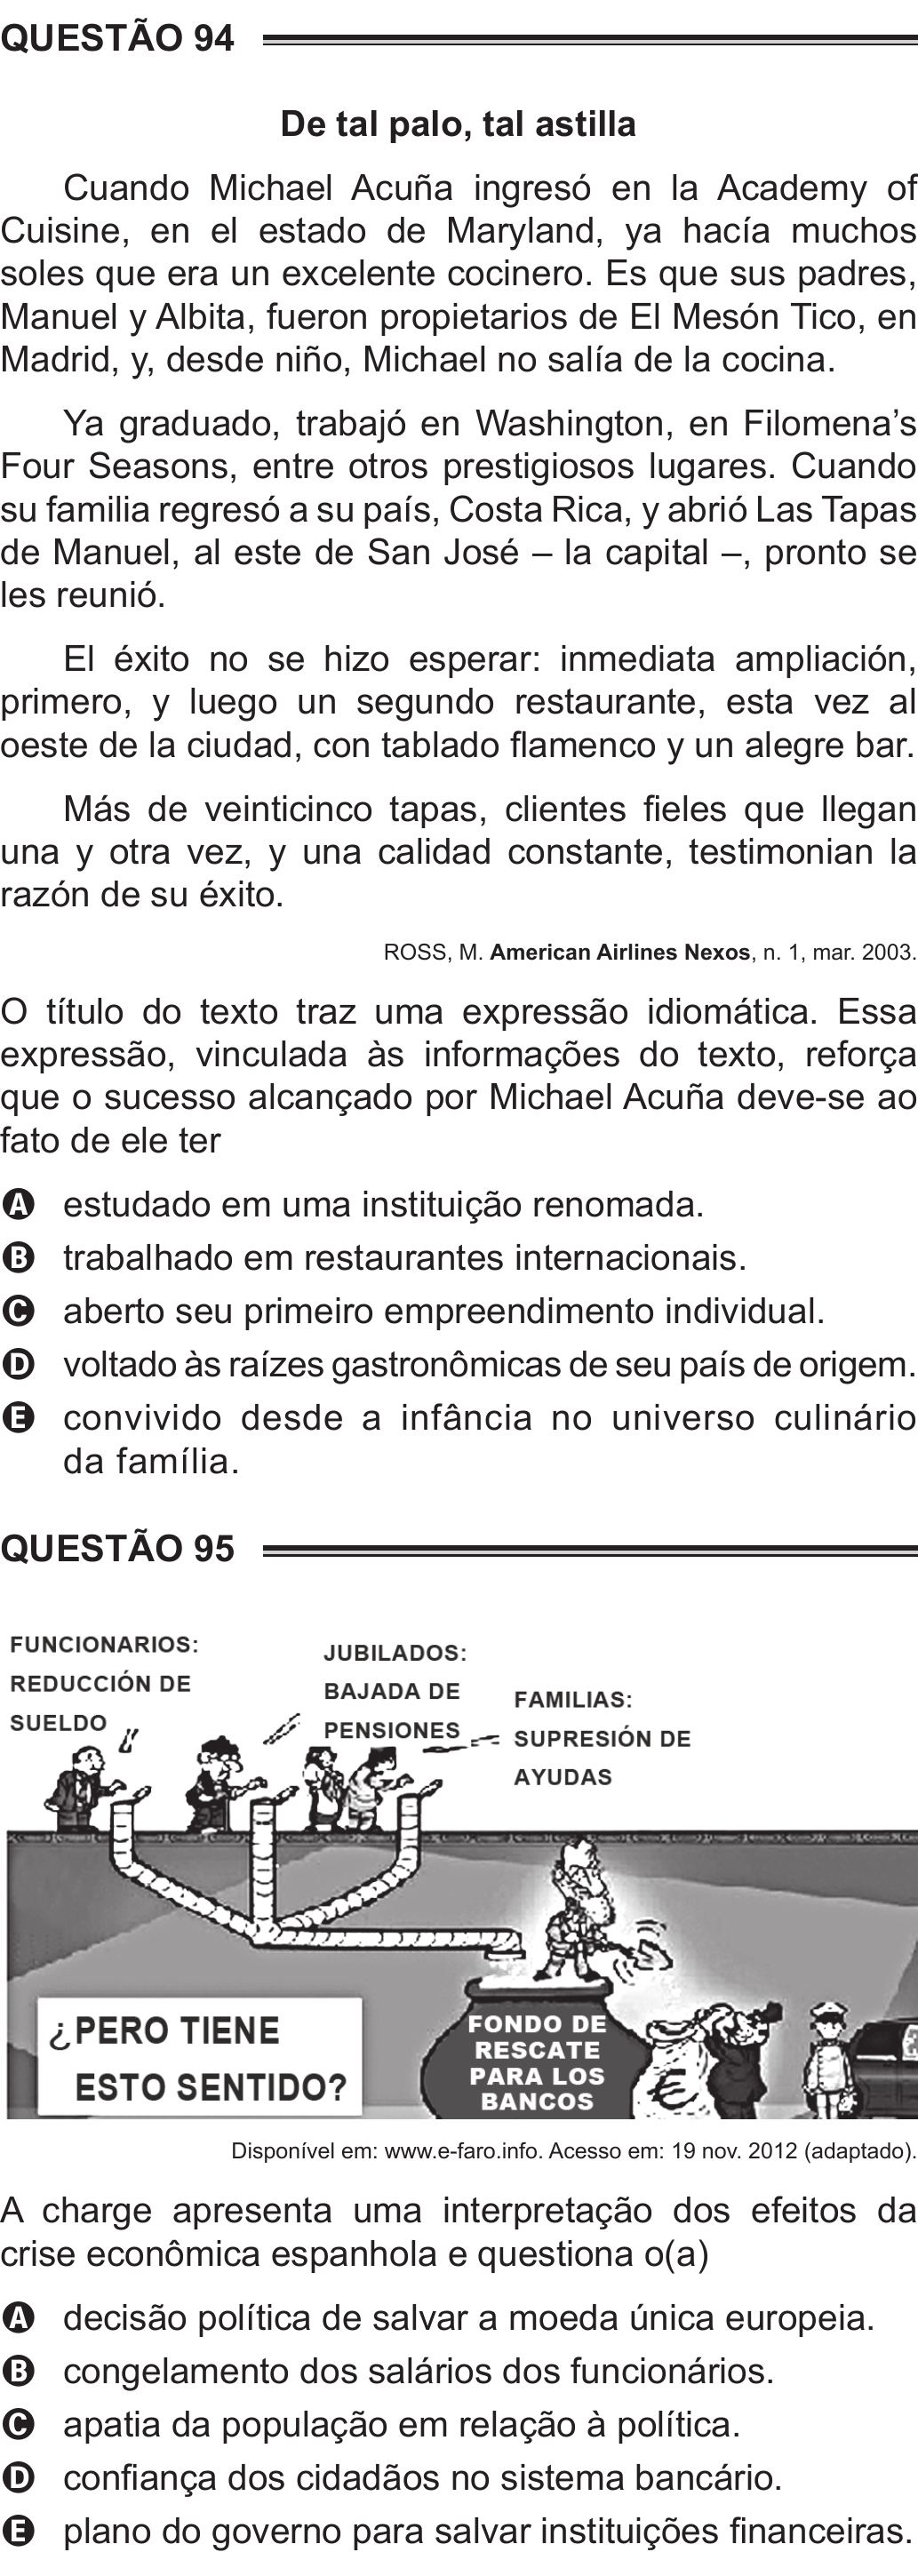 QUESTÃO 94
De tal palo, tal astilla
Cuando Michael Acuña ingresó en la Academy of
Cuisine, en el estado de Maryland, ya hacía muchos
soles que era un excelente cocinero. Es que sus padres,
Manuel y Albita, fueron propietarios de El Mesón Tico, en
Madrid, y, desde niño, Michael no salía de la cocina.
Ya graduado, trabajó en Washington, en Filomena’s
Four Seasons, entre otros prestigiosos lugares. Cuando
su familia regresó a su país, Costa Rica, y abrió Las Tapas
de Manuel, al este de San José – la capital –, pronto se
les reunió.
El éxito no se hizo esperar: inmediata ampliación,
primero, y luego un segundo restaurante, esta vez al
oeste de la ciudad, con tablado flamenco y un alegre bar.
Más de veinticinco tapas, clientes fieles que llegan
una y otra vez, y una calidad constante, testimonian la
razón de su éxito.
ROSS, M. American Airlines Nexos, n. 1, mar. 2003.
O título do texto traz uma expressão idiomática. Essa
expressão, vinculada às informações do texto, reforça
que o sucesso alcançado por Michael Acuña deve-se ao
fato de ele ter
A estudado em uma instituição renomada.
B trabalhado em restaurantes internacionais.
C aberto seu primeiro empreendimento individual.
D voltado às raízes gastronômicas de seu país de origem.
E convivido desde a infância no universo culinário
da família.
QUESTÃO 95
FUNCIONARIOS:
REDUCCIÓN DE
SUELDO
JUBILADOS:
BAJADA DE
PENSIONES
FAMILIAS:
SUPRESIÓN DE
AYUDAS
¿PERO TIENE
ESTO SENTIDO?
FONDO DE
RESCATE
PARA LOS
BANCOS
Disponível em: www.e-faro.info. Acesso em: 19 nov. 2012 (adaptado).
A charge apresenta uma interpretação dos efeitos da
crise econômica espanhola e questiona o(a)
A decisão política de salvar a moeda única europeia.
B congelamento dos salários dos funcionários.
C apatia da população em relação à política.
D confiança dos cidadãos no sistema bancário.
E plano do governo para salvar instituições financeiras.